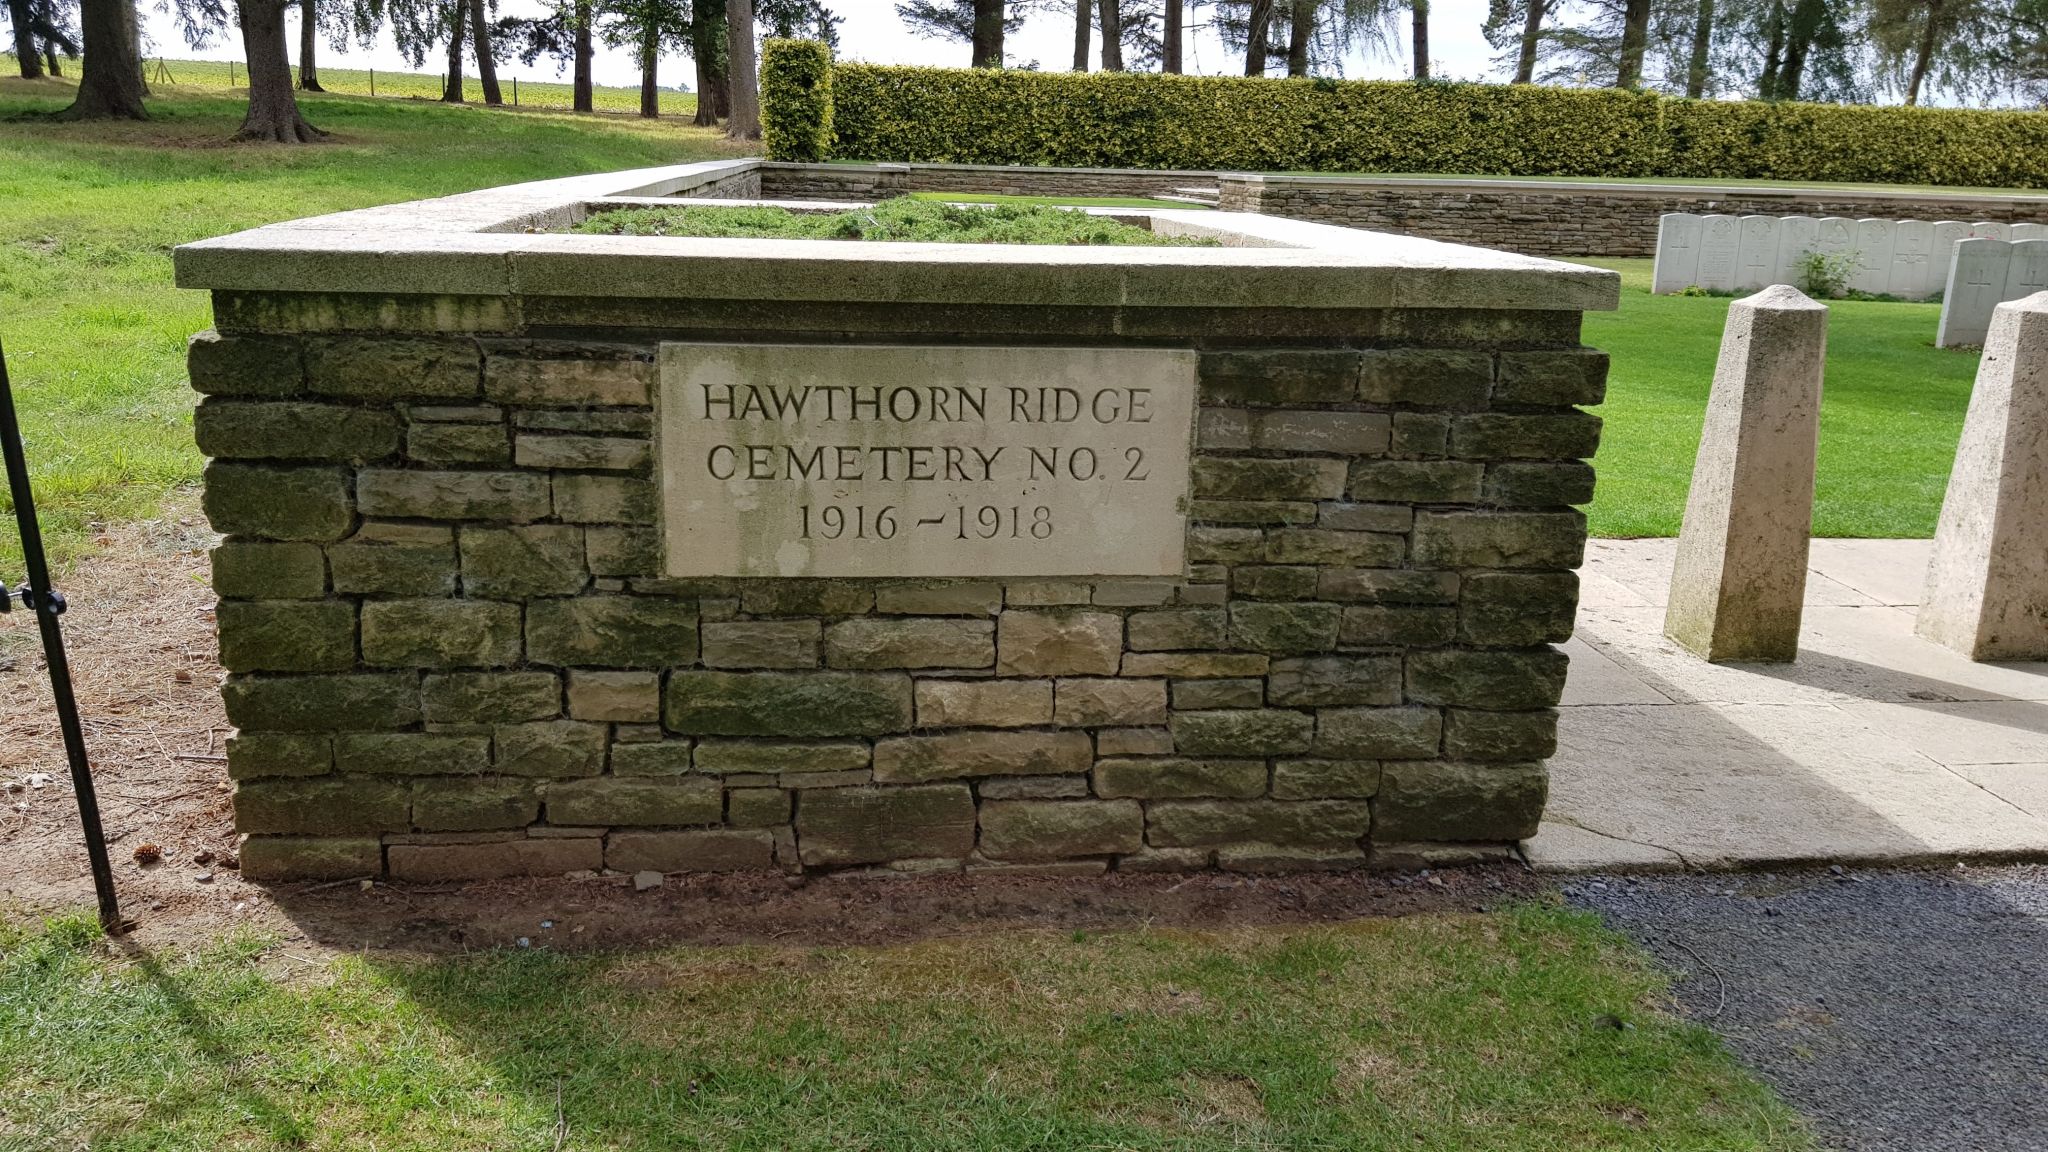 HAWTHORN RIDGE
CEMETERY NO. 2
1916 - 1918